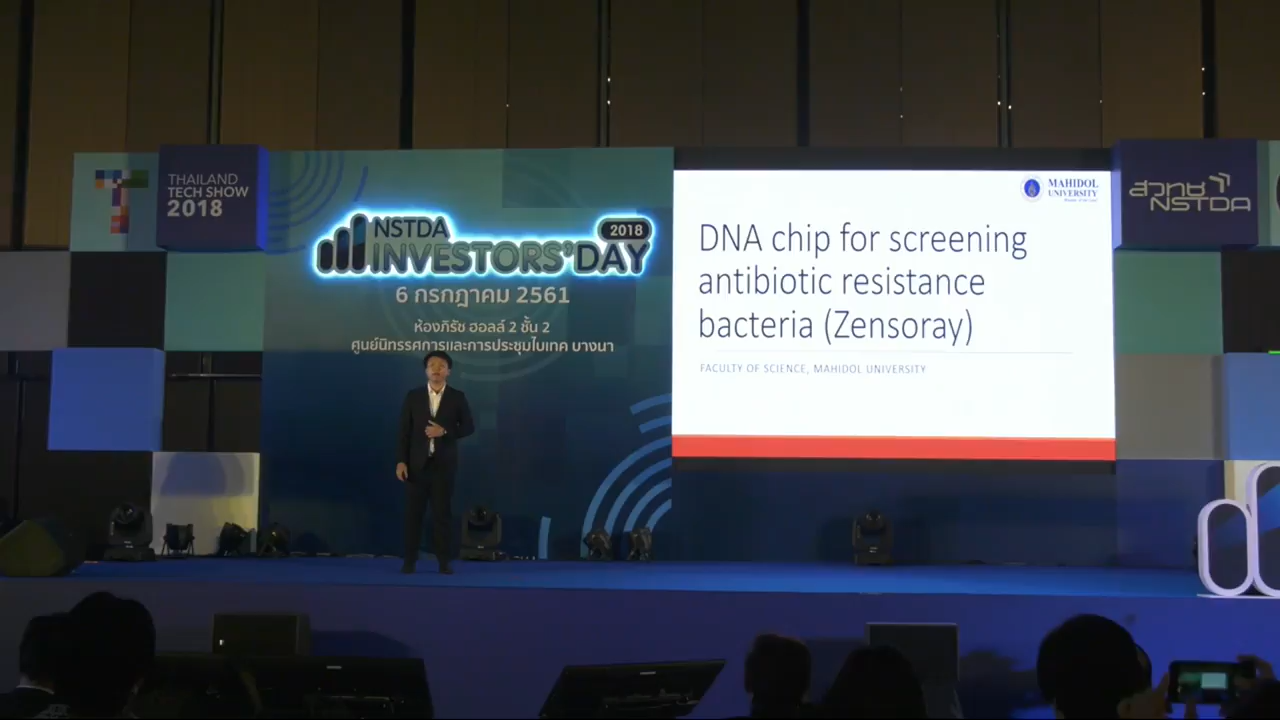 THAILAND
TECH SHOW
2018
NSTDA
2018
INVESTORS' DAY
6 กรกฎาคม 2561
ห้องภิรัช ฮอลล์ 2 ชั้น 2
ศูนย์นิทรรศการและการประชุมไบเทค บางนา
MAHIDOL
UNIVERSITY
DNA chip for screening
antibiotic resistance
bacteria (Zensoray)
FACULTY OF SCIENCE, MAHIDOL UNIVERSITY
สวทช
NSTDA